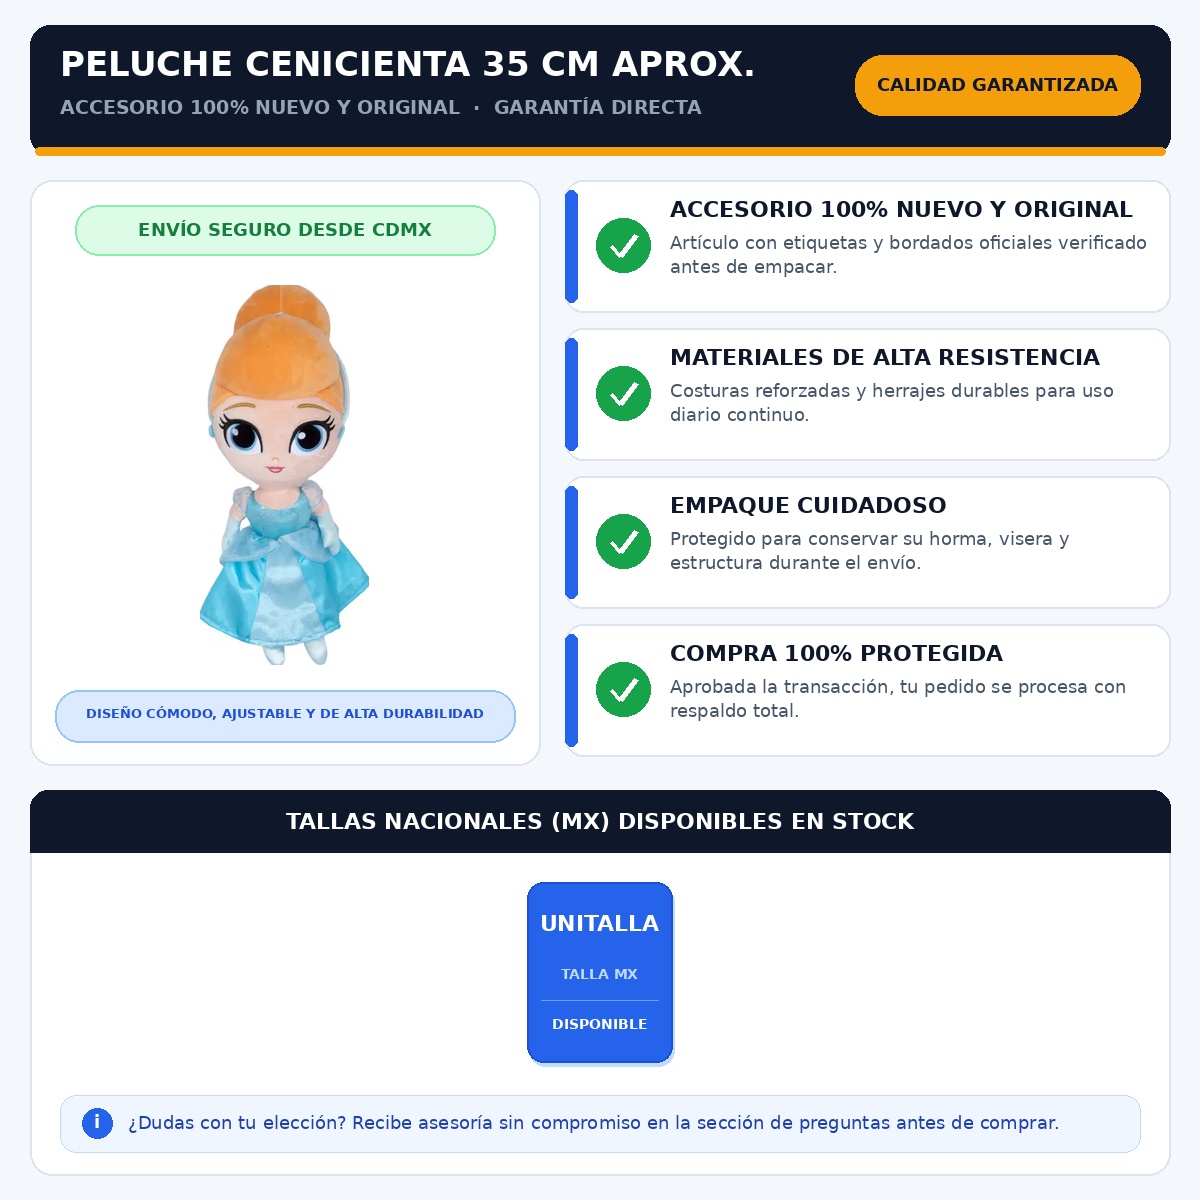 PELUCHE CENICIENTA 35 CM APROX.
ACCESORIO 100% NUEVO Y ORIGINAL · GARANTÍA DIRECTA
CALIDAD GARANTIZADA
ENVÍO SEGURO DESDE CDMX
DISEÑO CÓMODO, AJUSTABLE Y DE ALTA DURABILIDAD
ACCESORIO 100% NUEVO Y ORIGINAL
Artículo con etiquetas y bordados oficiales verificado
antes de empacar.
MATERIALES DE ALTA RESISTENCIA
Costuras reforzadas y herrajes durables para uso
diario continuo.
EMPAQUE CUIDADOSO
Protegido para conservar su horma, visera y
estructura durante el envío.
COMPRA 100% PROTEGIDA
Aprobada la transacción, tu pedido se procesa con
respaldo total.
TALLAS NACIONALES (MX) DISPONIBLES EN STOCK
UNITALLA
TALLA MX
DISPONIBLE
i ¿Dudas con tu elección? Recibe asesoría sin compromiso en la sección de preguntas antes de comprar.